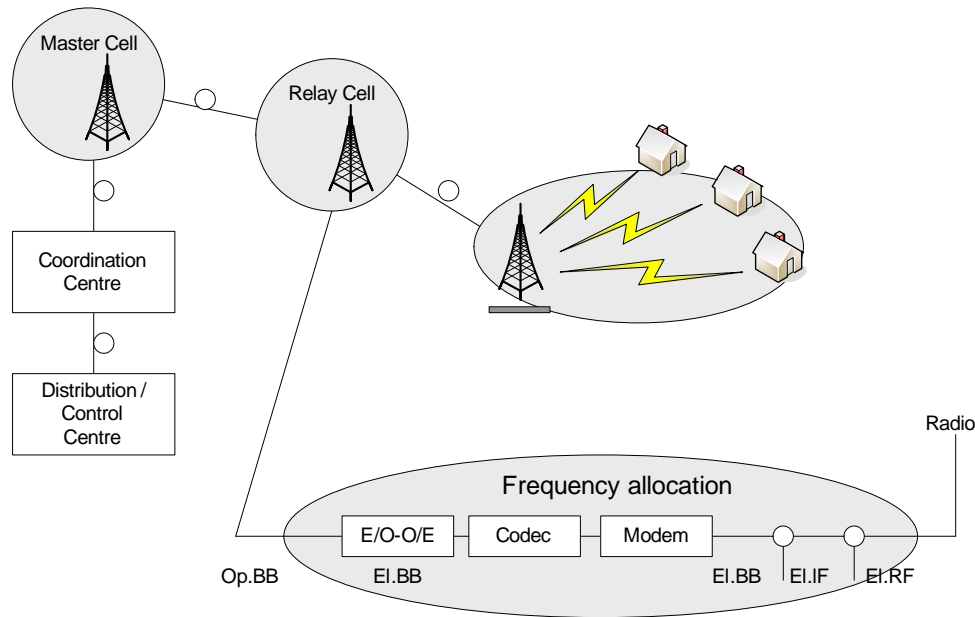 Master Cell
Relay Cell
Coordination
Centre
Distribution /
Control
Centre
Radio
Frequency allocation
E/O-O/E
Codec
Modem
Op.BB
El.BB
El.BB
El.IF
El.RF